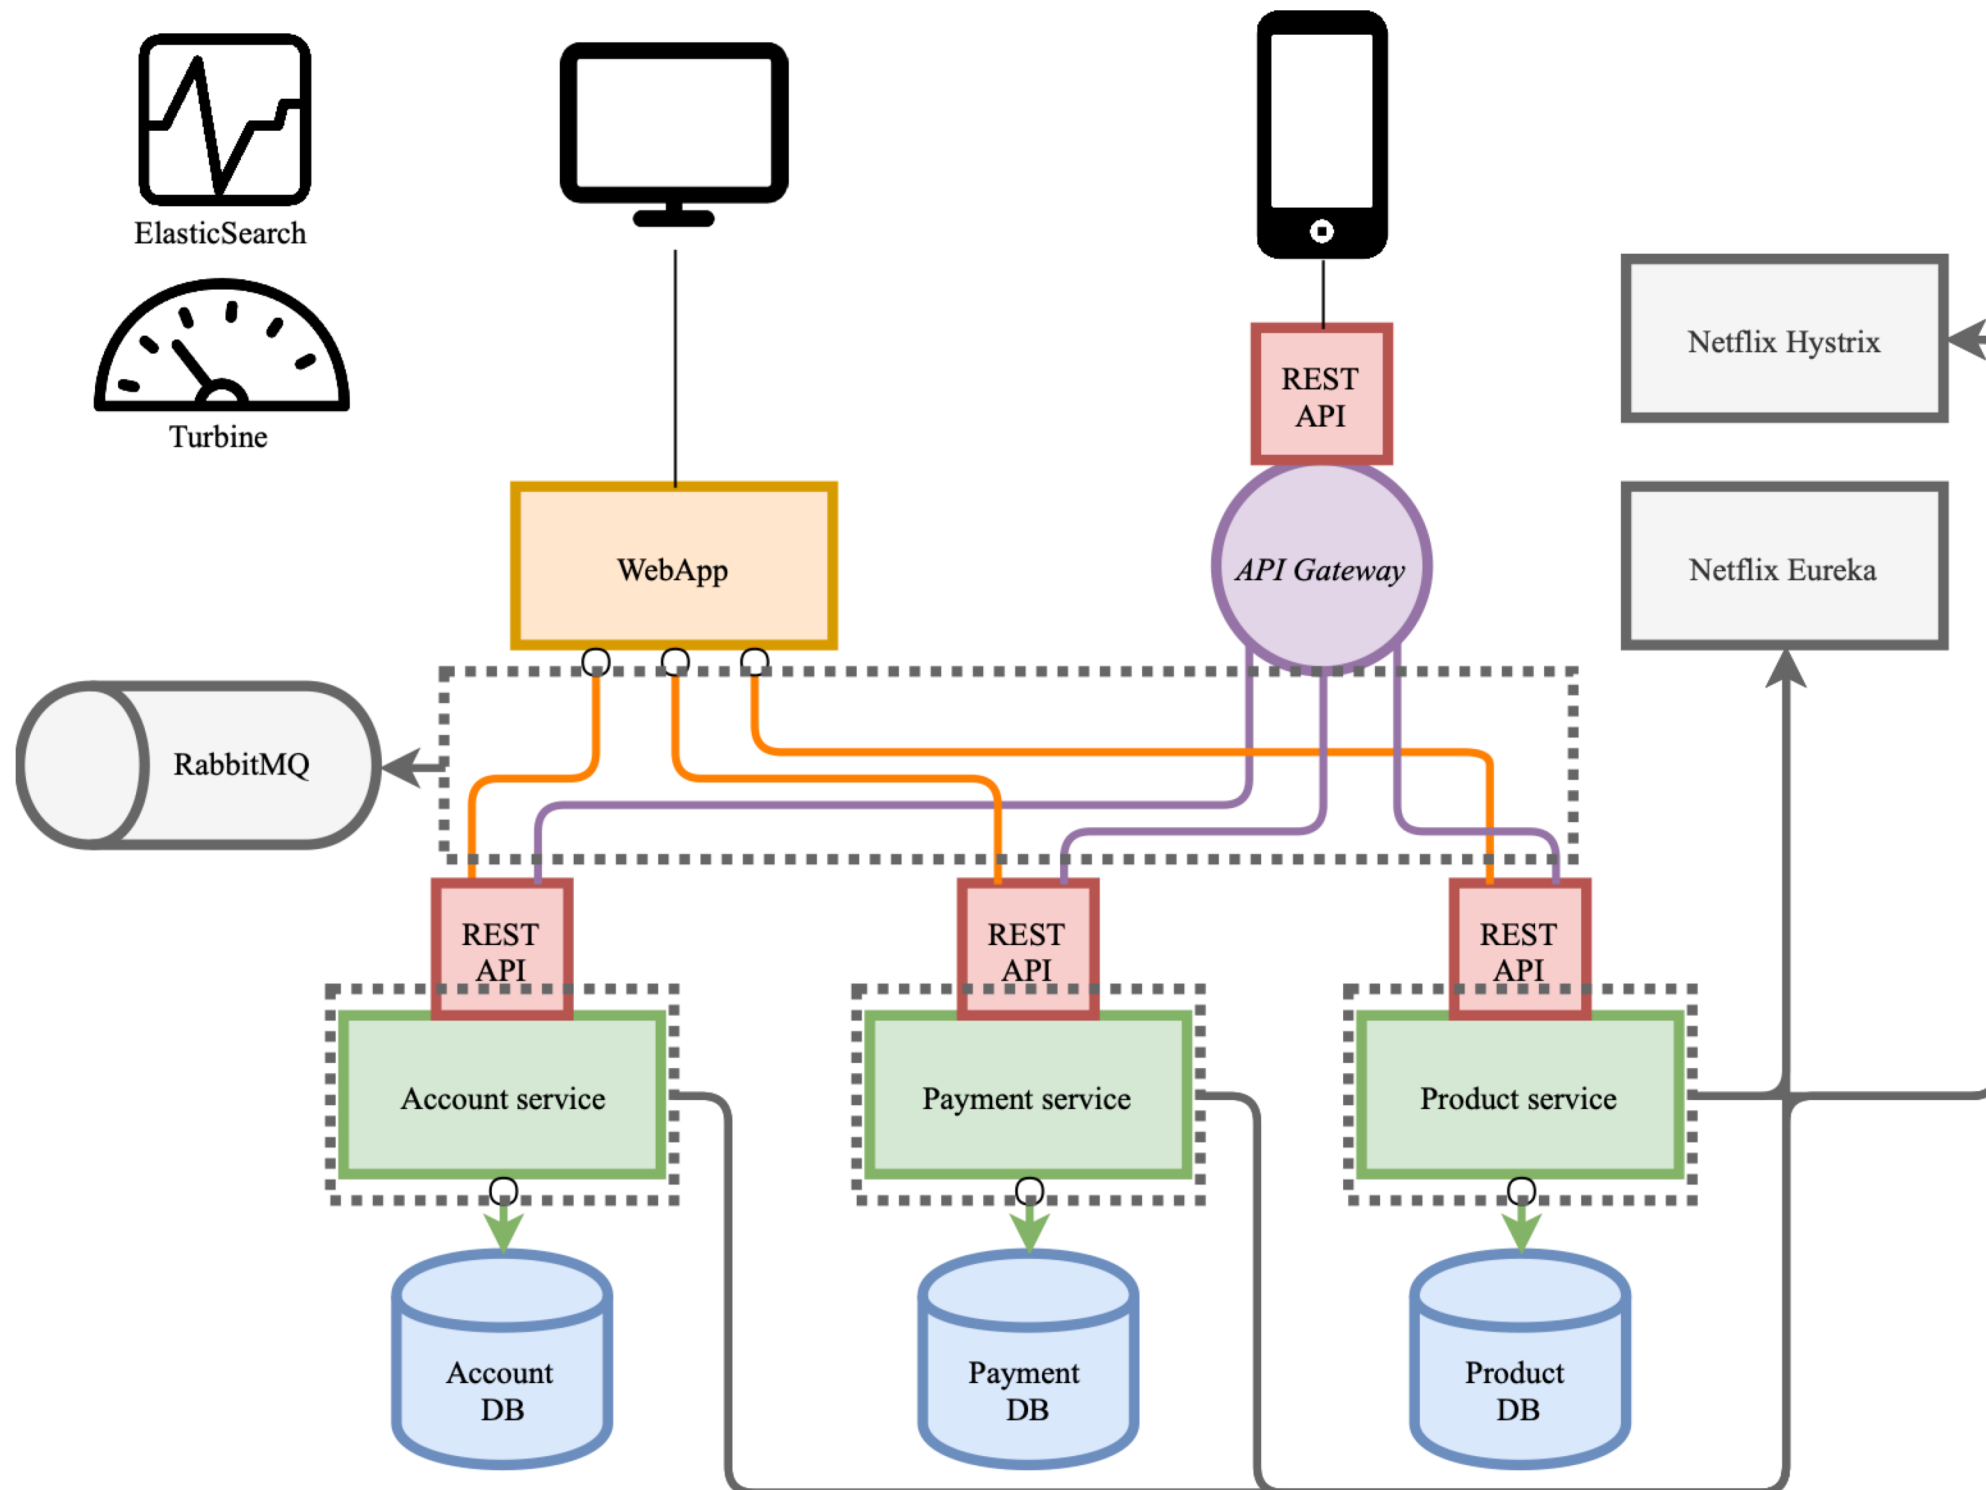 ElasticSearch
Turbine
REST
API
Netflix Hystrix
WebApp
API Gateway
Netflix Eureka
RabbitMQ
REST
API
REST
API
REST
API
Account service
Payment service
Product service
Account
DB
Payment
DB
Product
DB